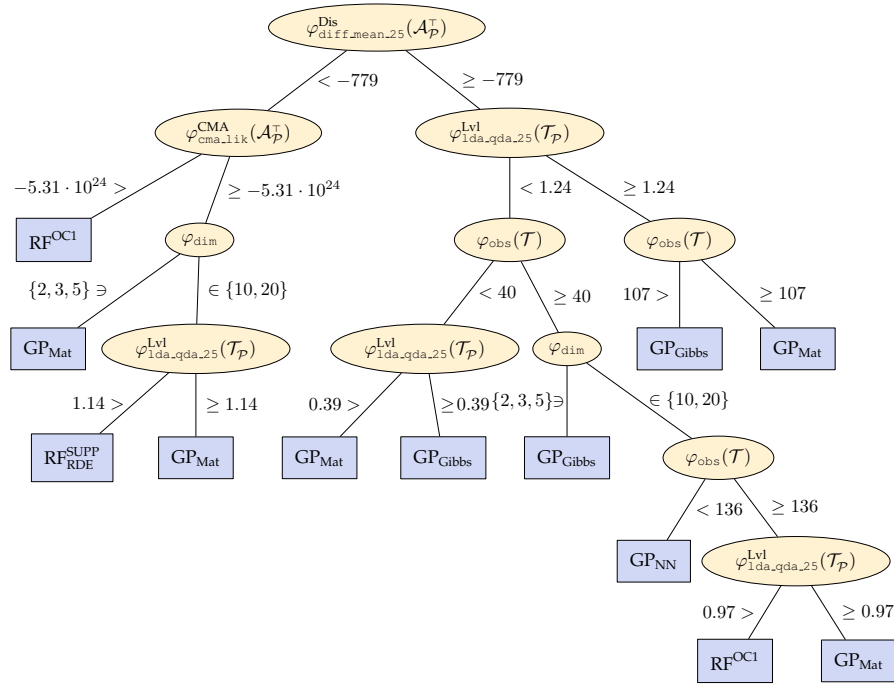 φ^Dis_diff_mean_25(𝒜_𝒫^⊤)
< −779
≥ −779
φ^CMA_cma_lik(𝒜_𝒫^⊤)
φ^Lvl_lda_qda_25(𝒯_𝒫)
−5.31 · 10^24 >
≥ −5.31 · 10^24
< 1.24
≥ 1.24
RF^OC1
φ_dim
φ_obs(𝒯)
φ_obs(𝒯)
{2, 3, 5} ∋
∈ {10, 20}
< 40
≥ 40
107 >
≥ 107
GP_Mat
φ^Lvl_lda_qda_25(𝒯_𝒫)
φ^Lvl_lda_qda_25(𝒯_𝒫)
φ_dim
GP_Gibbs
GP_Mat
1.14 >
≥ 1.14
0.39 >
≥0.39
{2, 3, 5}∋
∈ {10, 20}
RF^SUPP_RDE
GP_Mat
GP_Mat
GP_Gibbs
GP_Gibbs
φ_obs(𝒯)
< 136
≥ 136
GP_NN
φ^Lvl_lda_qda_25(𝒯_𝒫)
0.97 >
≥ 0.97
RF^OC1
GP_Mat